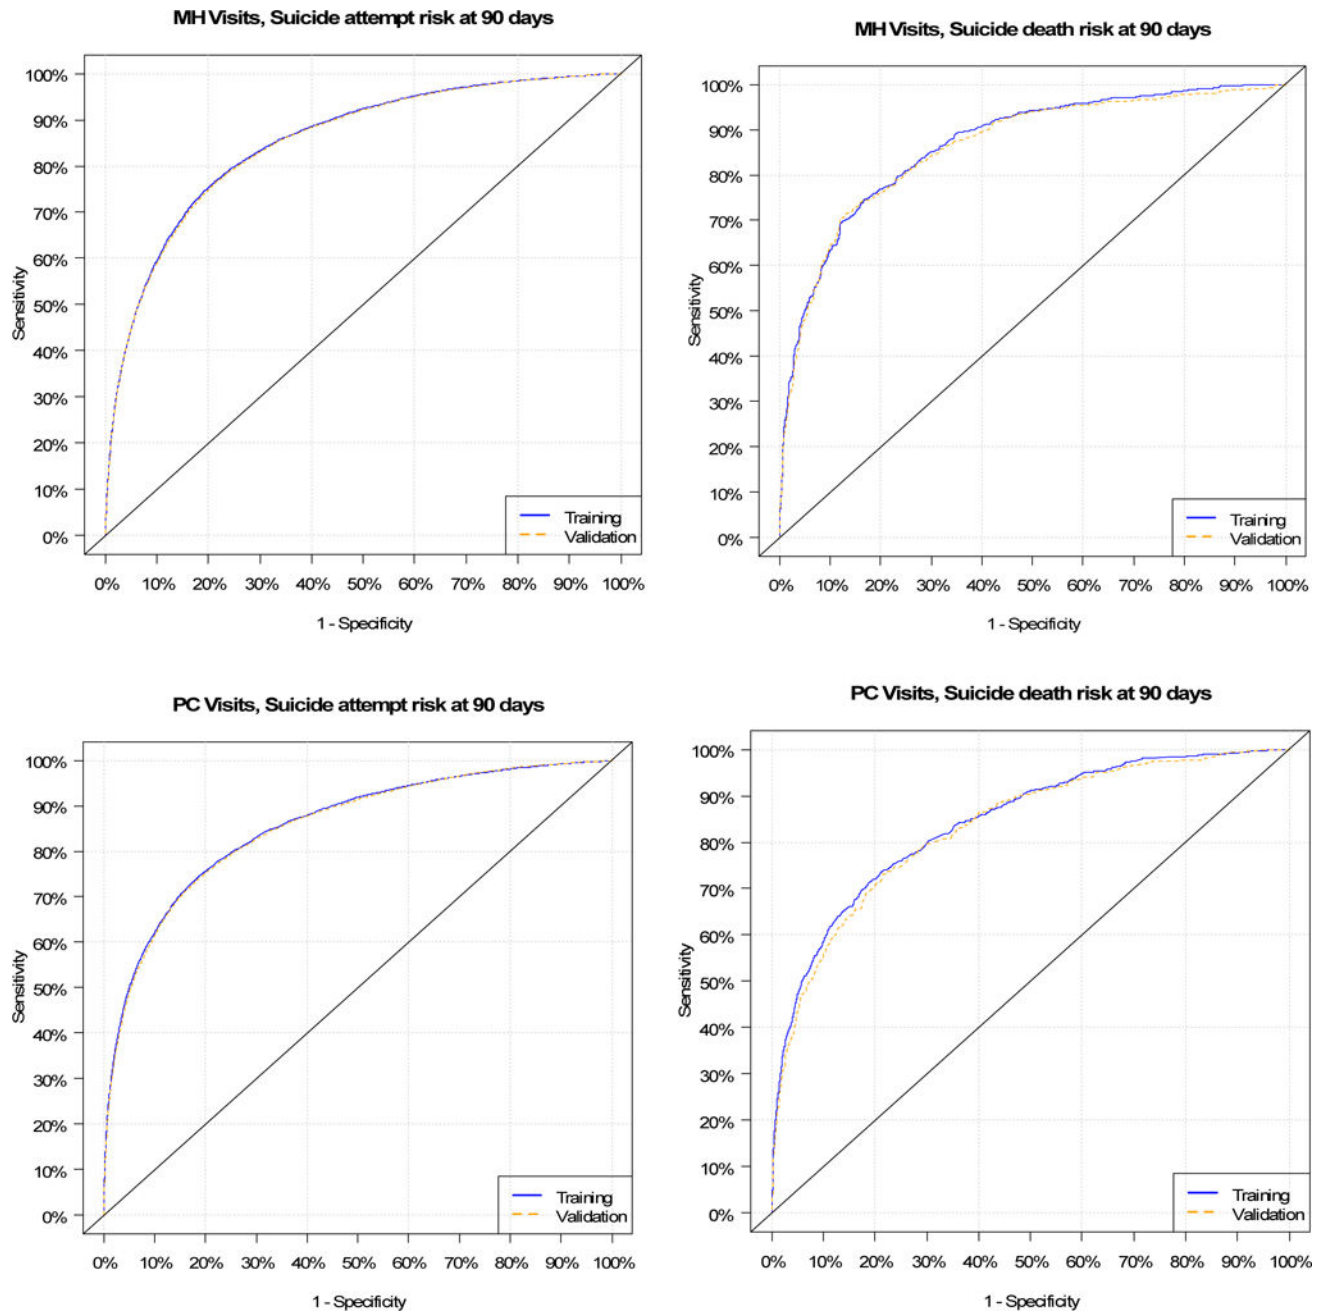 MH Visits, Suicide attempt risk at 90 days
100%
90%
80%
70%
60%
50%
40%
30%
20%
10%
0%
Sensitivity
Training
Validation
0% 10% 20% 30% 40% 50% 60% 70% 80% 90% 100%
1 - Specificity
MH Visits, Suicide death risk at 90 days
100%
90%
80%
70%
60%
50%
40%
30%
20%
10%
0%
Sensitivity
Training
Validation
0% 10% 20% 30% 40% 50% 60% 70% 80% 90% 100%
1 - Specificity
PC Visits, Suicide attempt risk at 90 days
100%
90%
80%
70%
60%
50%
40%
30%
20%
10%
0%
Sensitivity
Training
Validation
0% 10% 20% 30% 40% 50% 60% 70% 80% 90% 100%
1 - Specificity
PC Visits, Suicide death risk at 90 days
100%
90%
80%
70%
60%
50%
40%
30%
20%
10%
0%
Sensitivity
Training
Validation
0% 10% 20% 30% 40% 50% 60% 70% 80% 90% 100%
1 - Specificity